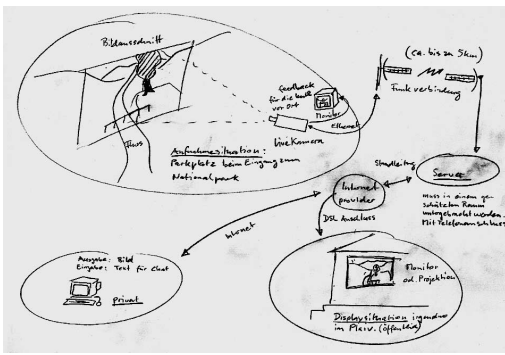 Bildausschnitt
Fluss
Aufnahmesituation:
Parkplatz beim Eingang zum
Nationalpark
Feedback
für die Leute
vor Ort
Monitor
Live Kamera
Ethernet
(ca. bis zu 5km)
Funkverbindung
Standleitung
Server
muss in einem ge-
schützten Raum
untergebracht werden.
Mit Telefonanschluss
Internet
provider
DSL Anschluss
Internet
Ausgabe: Bild
Eingabe: Text für Chat
Privat
Monitor
od. Projektion
Displaysituation irgendwo
im (öffentlich)